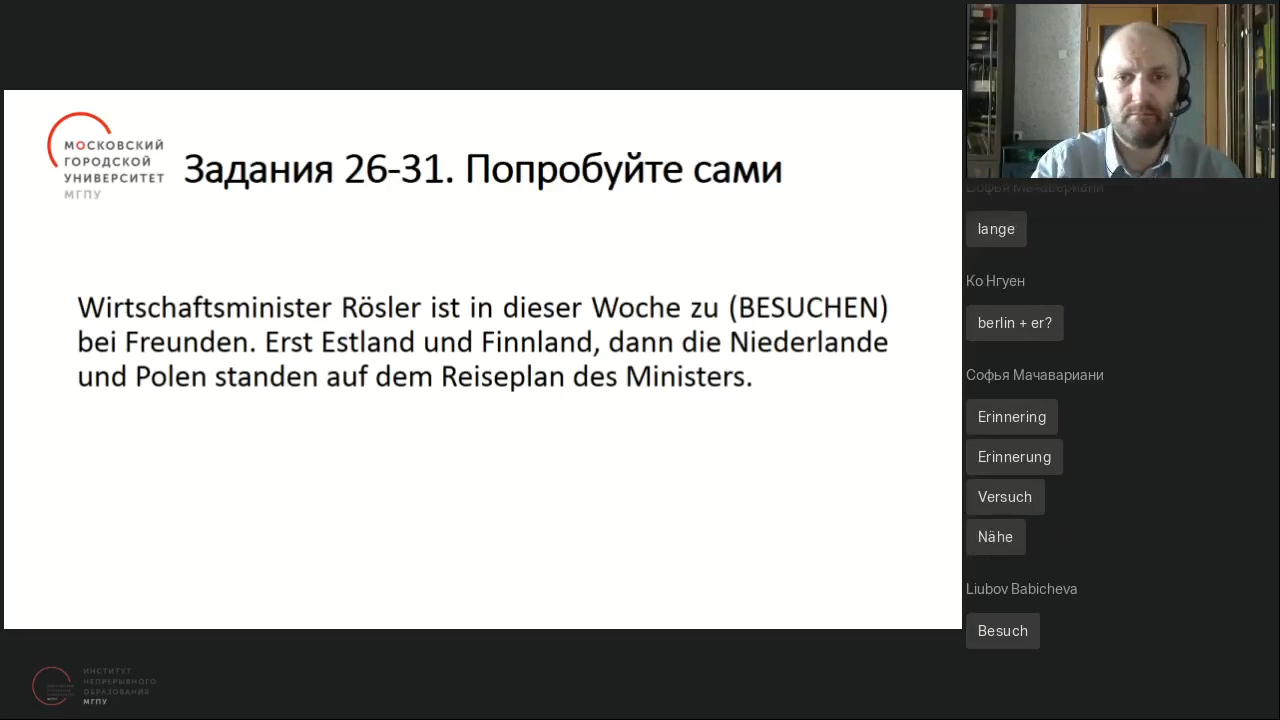 МОСКОВСКИЙ
ГОРОДСКОЙ
УНИВЕРСИТЕТ
МГПУ
Задания 26-31. Попробуйте сами
Wirtschaftsminister Rösler ist in dieser Woche zu (BESUCHEN)
bei Freunden. Erst Estland und Finnland, dann die Niederlande
und Polen standen auf dem Reiseplan des Ministers.
Софья Мачавариани
lange
Ко Нгуен
berlin + er?
Софья Мачавариани
Erinnering
Erinnerung
Versuch
Nähe
Liubov Babicheva
Besuch
ИНСТИТУТ
НЕПРЕРЫВНОГО
ОБРАЗОВАНИЯ
МГПУ